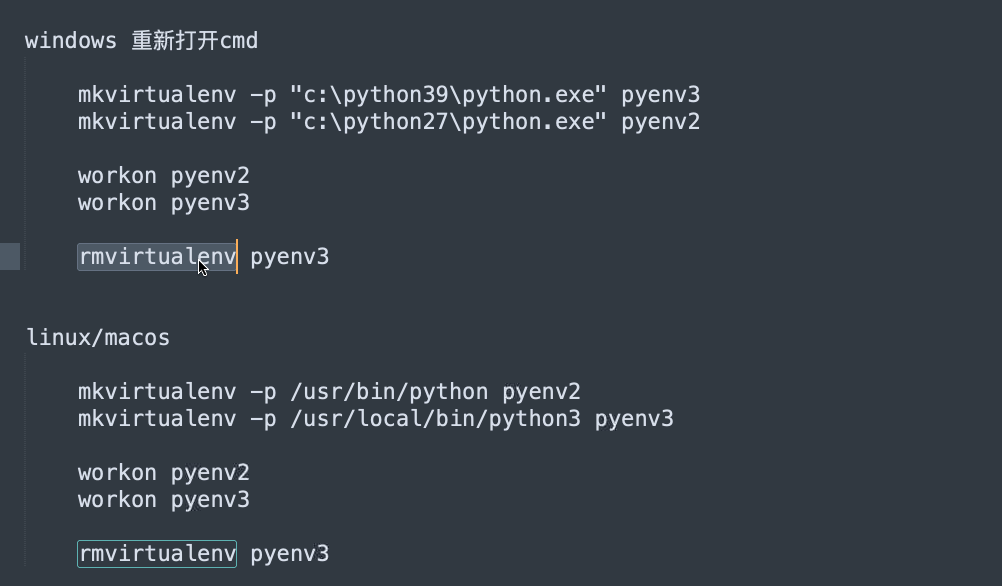 windows 重新打开cmd
mkvirtualenv -p "c:\python39\python.exe" pyenv3
mkvirtualenv -p "c:\python27\python.exe" pyenv2
workon pyenv2
workon pyenv3
rmvirtualenv pyenv3
linux/macos
mkvirtualenv -p /usr/bin/python pyenv2
mkvirtualenv -p /usr/local/bin/python3 pyenv3
workon pyenv2
workon pyenv3
rmvirtualenv pyenv3